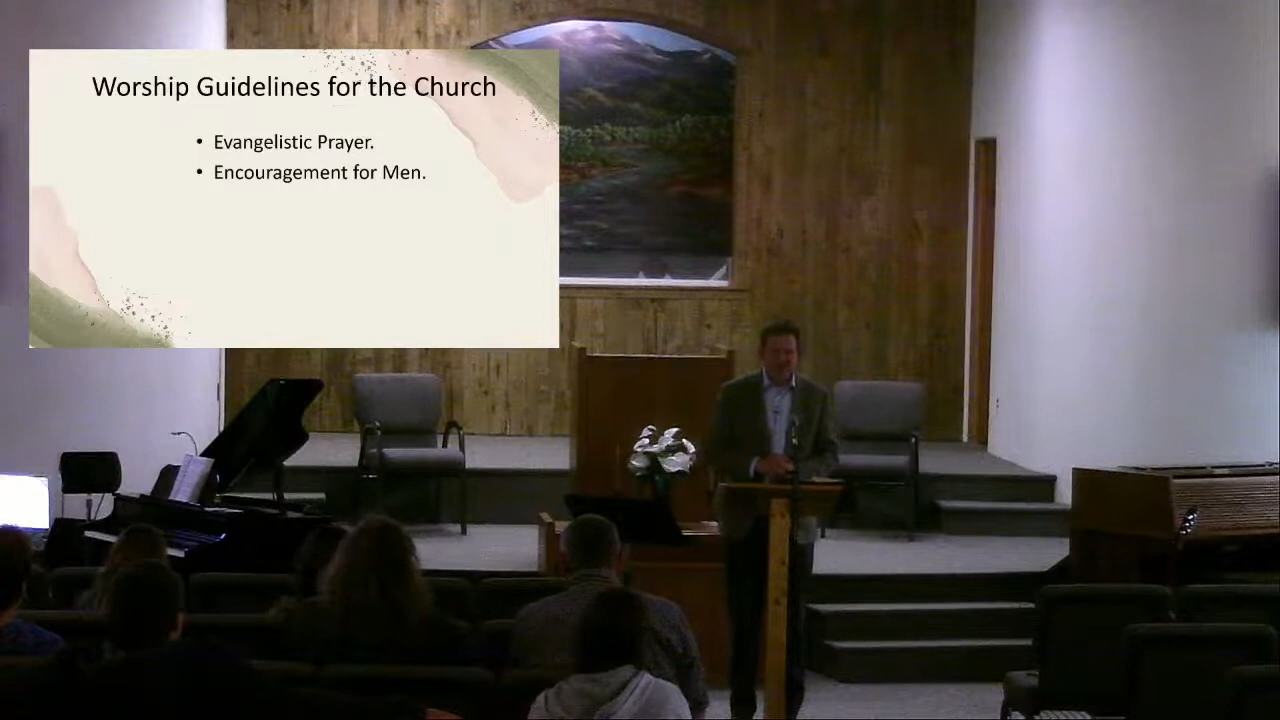 Worship Guidelines for the Church
• Evangelistic Prayer.
• Encouragement for Men.